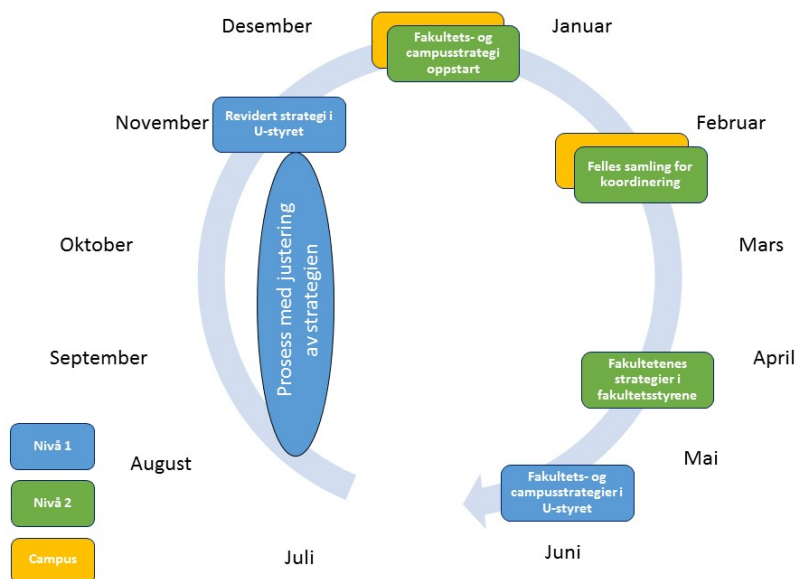 Desember
Fakultets- og
campusstrategi
oppstart
Januar
November
Revidert strategi i
U-styret
Februar
Felles samling for
koordinering
Oktober
Prosess med justering
av strategien
Mars
September
Fakultetenes
strategier i
fakultetsstyrene
April
Nivå 1
August
Fakultets- og
campusstrategier i
U-styret
Mai
Nivå 2
Campus
Juli
Juni